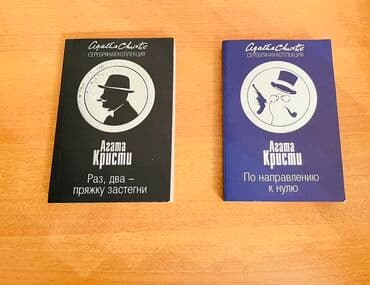 Agatha Christie
СЕРЕБРЯНАЯ КОЛЛЕКЦИЯ
АГАТА
КРИСТИ
Раз, два –
пряжку застегни
Agatha Christie
СЕРЕБРЯНАЯ КОЛЛЕКЦИЯ
АГАТА
КРИСТИ
По направлению
к нулю